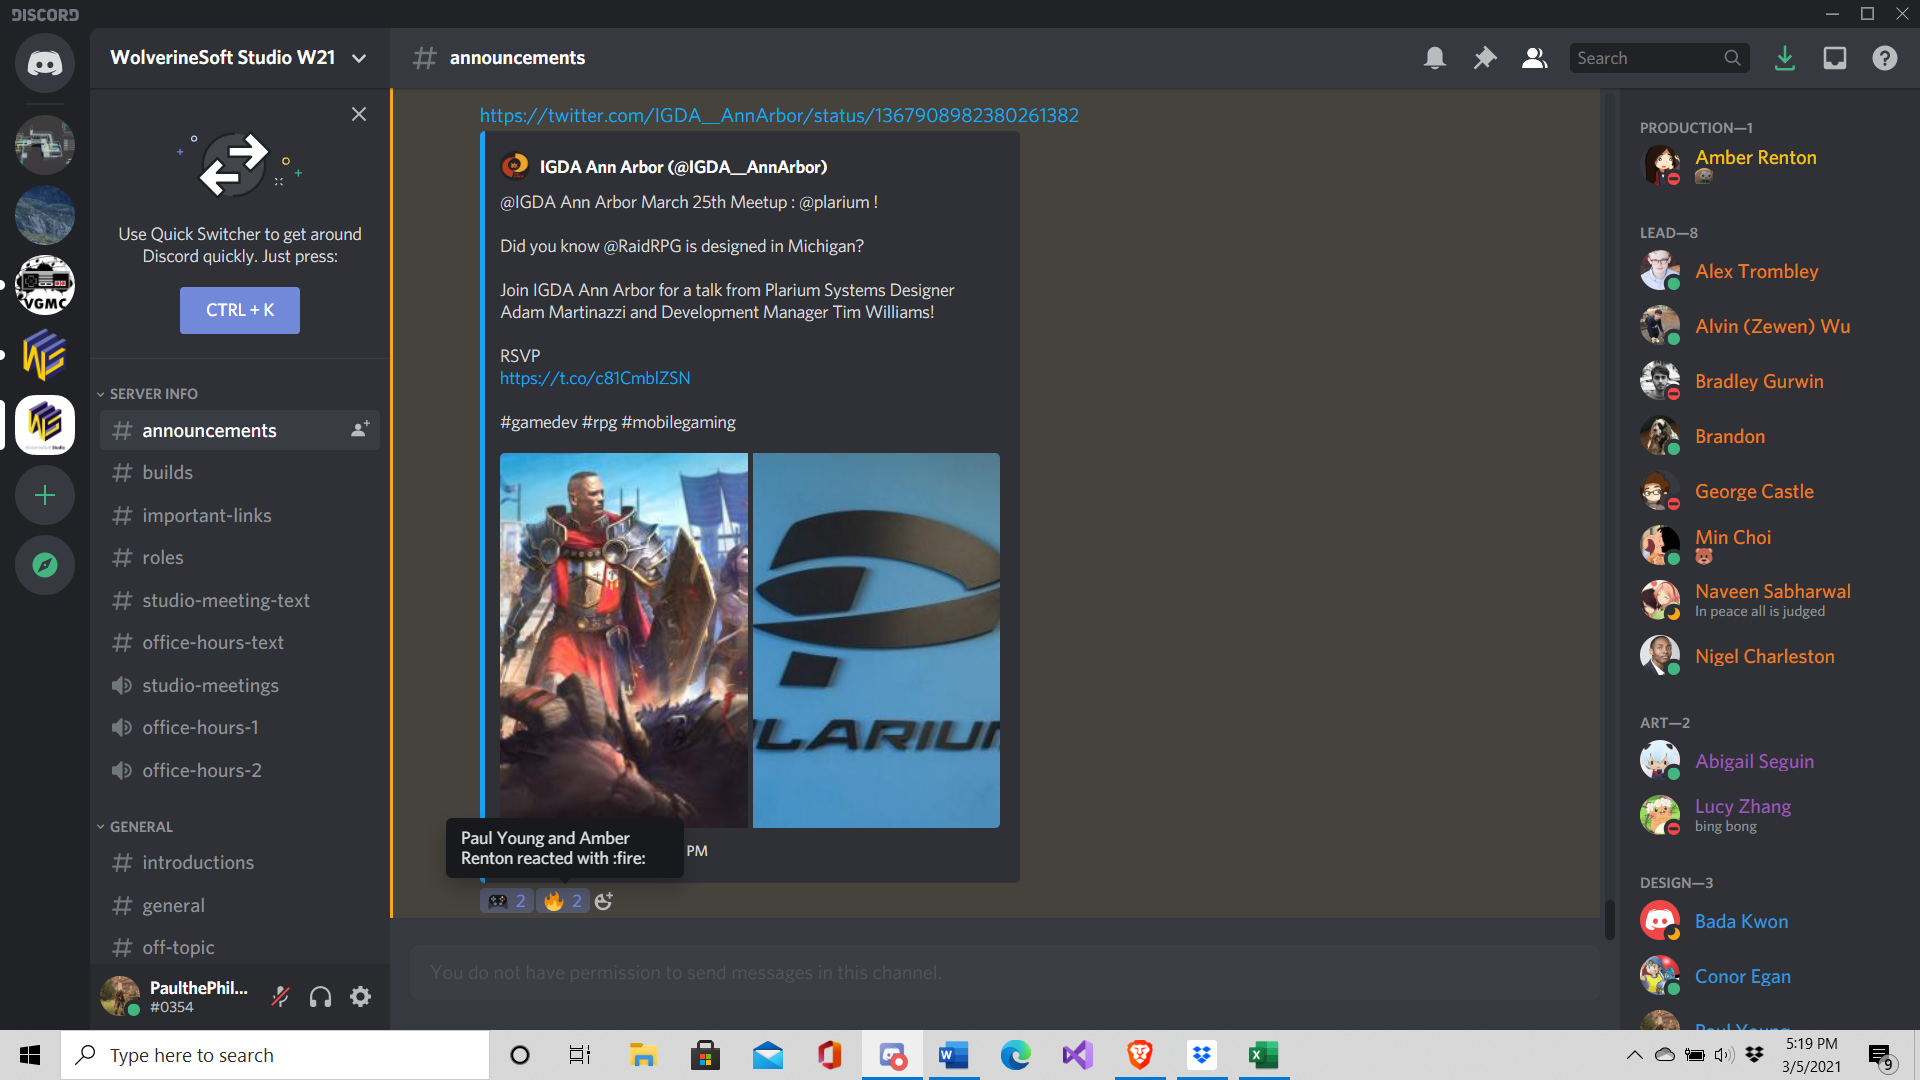 DISCORD
WolverineSoft Studio W21
announcements
Search
Use Quick Switcher to get around
Discord quickly. Just press:
CTRL + K
SERVER INFO
announcements
builds
important-links
roles
studio-meeting-text
office-hours-text
studio-meetings
office-hours-1
office-hours-2
GENERAL
introductions
general
off-topic
PaulthePhil...
#0354
https://twitter.com/IGDA__AnnArbor/status/1367908982380261382
IGDA Ann Arbor (@IGDA__AnnArbor)
@IGDA Ann Arbor March 25th Meetup : @plarium !
Did you know @RaidRPG is designed in Michigan?
Join IGDA Ann Arbor for a talk from Plarium Systems Designer
Adam Martinazzi and Development Manager Tim Williams!
RSVP
https://t.co/c81CmblZSN
#gamedev #rpg #mobilegaming
LARIUM
Paul Young and Amber
Renton reacted with :fire:
PM
2
2
You do not have permission to send messages in this channel.
PRODUCTION—1
Amber Renton
LEAD—8
Alex Trombley
Alvin (Zewen) Wu
Bradley Gurwin
Brandon
George Castle
Min Choi
Naveen Sabharwal
In peace all is judged
Nigel Charleston
ART—2
Abigail Seguin
Lucy Zhang
bing bong
DESIGN—3
Bada Kwon
Conor Egan
Paul Young
VGMC
Type here to search
5:19 PM
3/5/2021
9